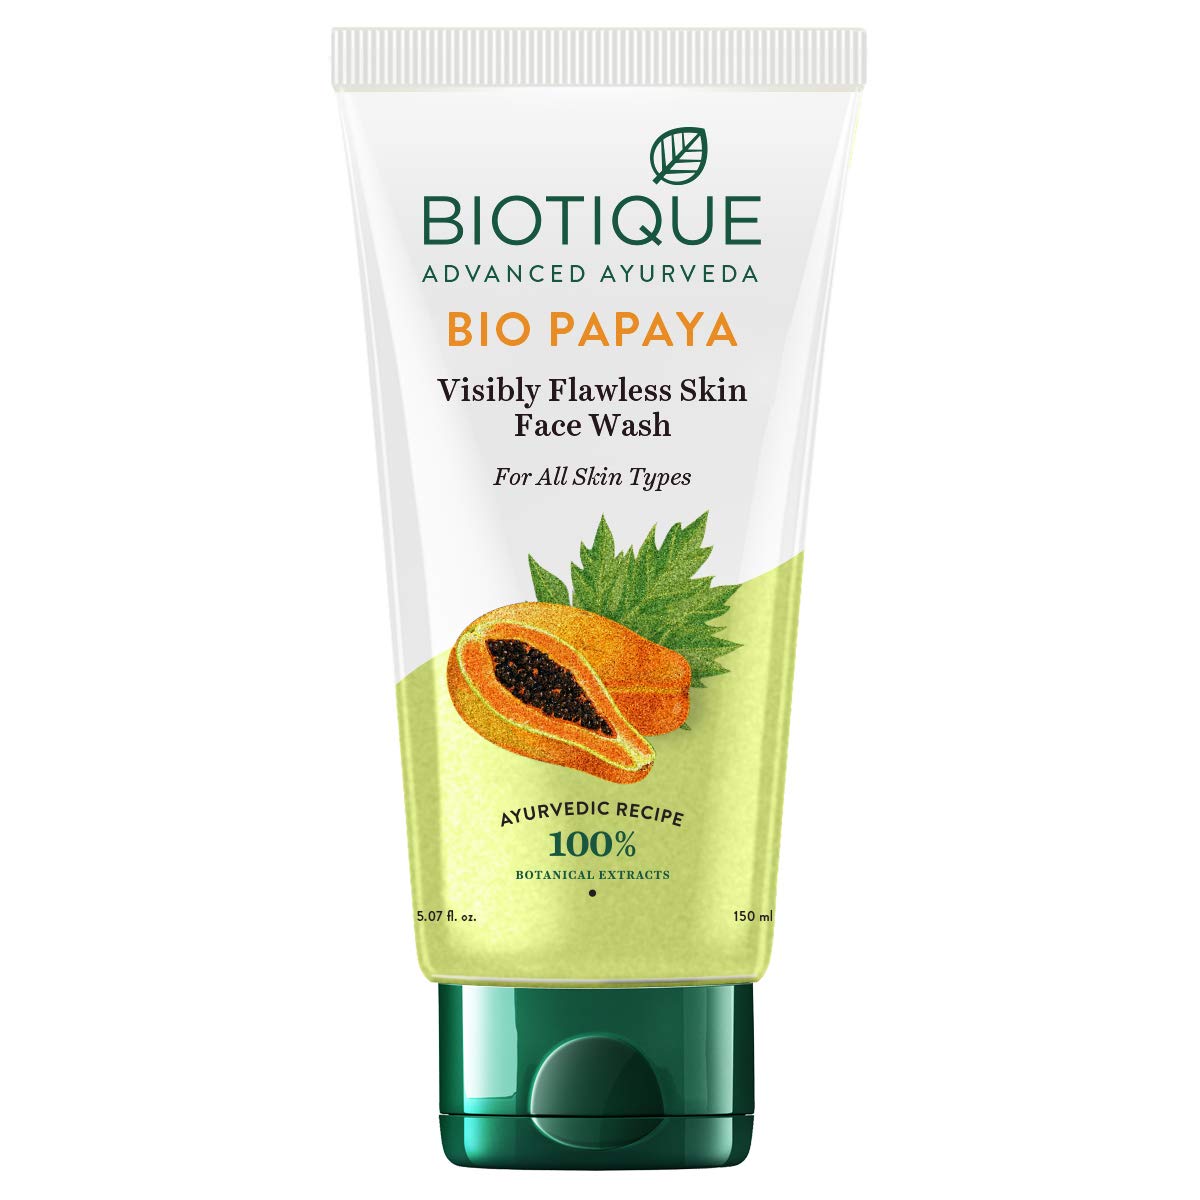 BIOTIQUE
ADVANCED AYURVEDA
BIO PAPAYA
Visibly Flawless Skin
Face Wash
For All Skin Types
AYURVEDIC RECIPE
100%
BOTANICAL EXTRACTS
5.07 fl. oz. 150 ml